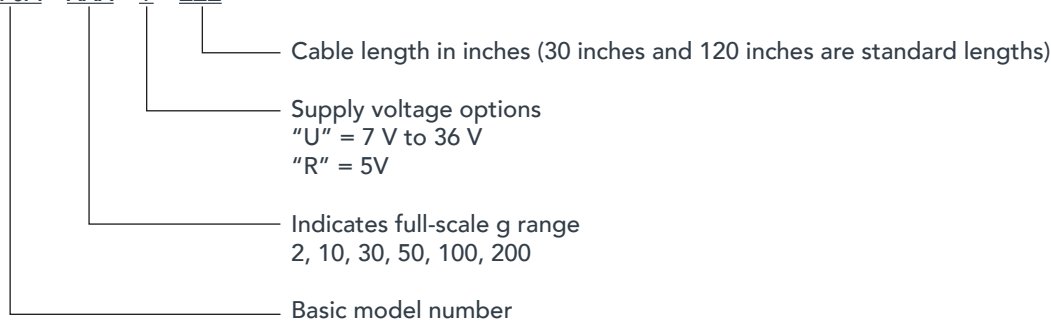 Cable length in inches (30 inches and 120 inches are standard lengths)
Supply voltage options
“U” = 7 V to 36 V
“R” = 5V
Indicates full-scale g range
2, 10, 30, 50, 100, 200
Basic model number